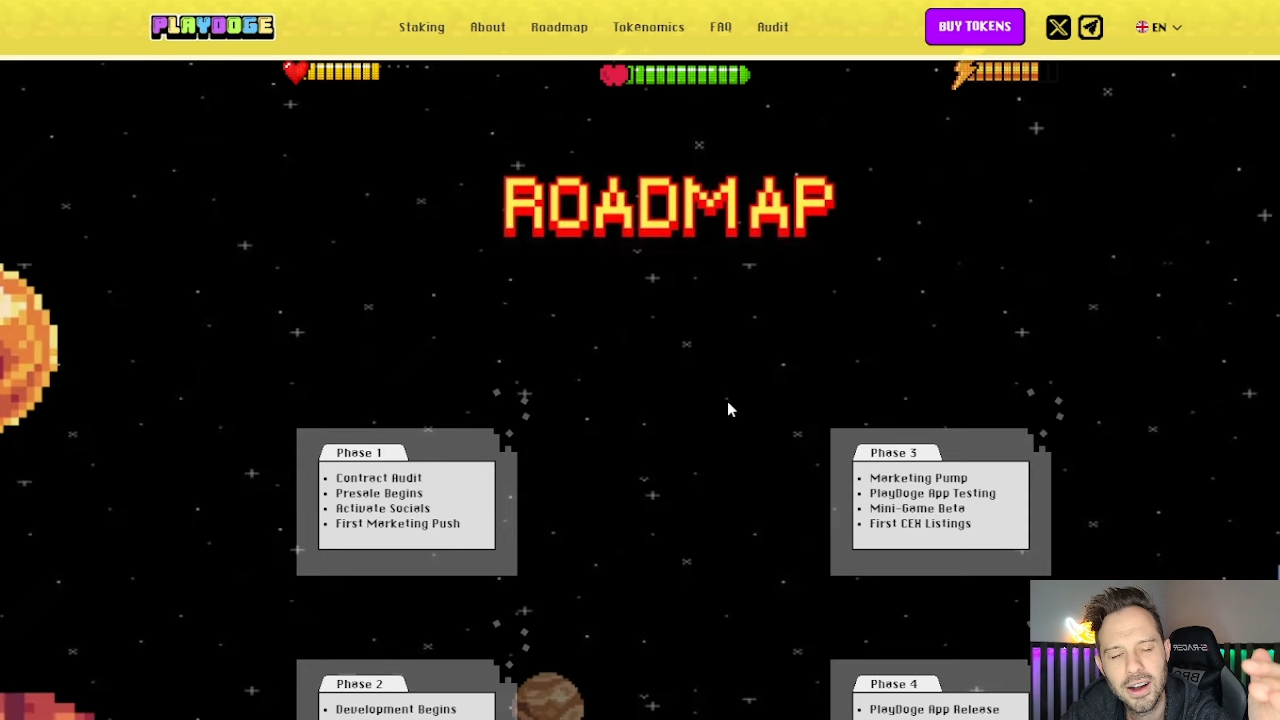 PLAYDOGE
Staking
About
Roadmap
Tokenomics
FAQ
Audit
BUY TOKENS
EN
ROADMAP
Phase 1
Contract Audit
Presale Begins
Activate Socials
First Marketing Push
Phase 3
Marketing Pump
PlayDoge App Testing
Mini-Game Beta
First CEX Listings
Phase 2
Development Begins
Phase 4
PlayDoge App Release